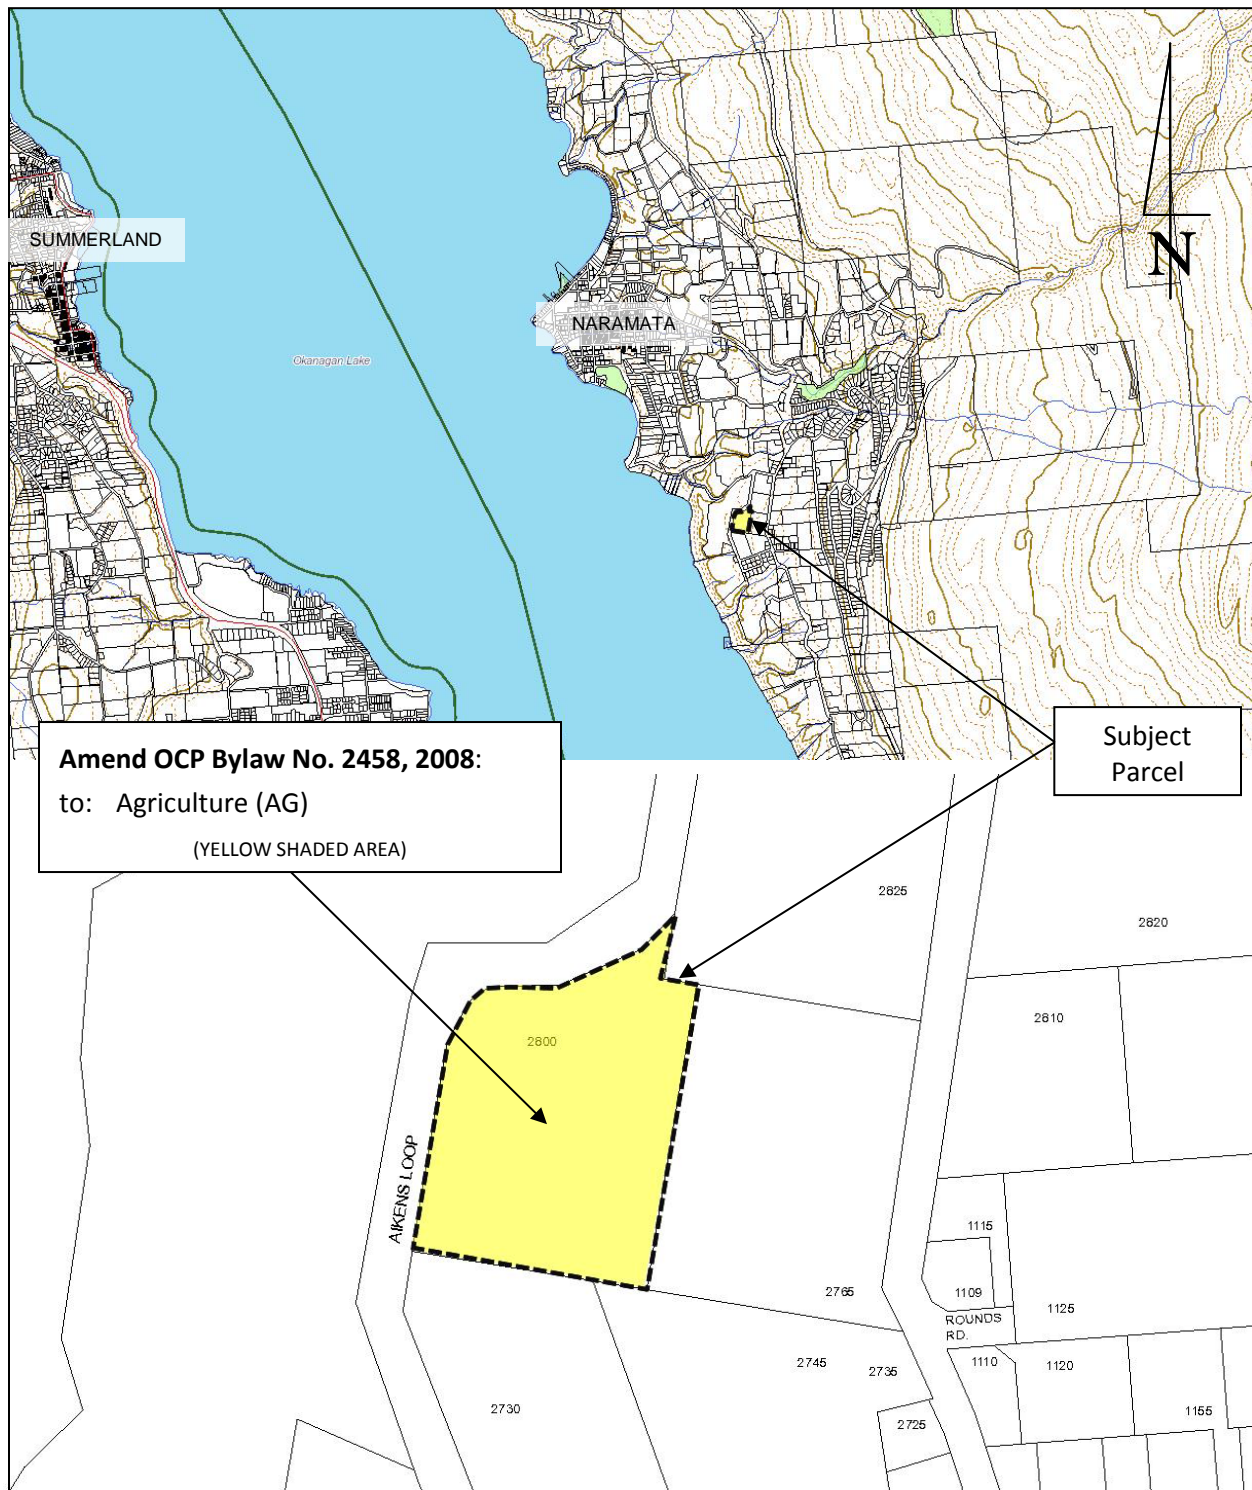 SUMMERLAND
N
NARAMATA
Okanagan Lake
Amend OCP Bylaw No. 2458, 2008:
to: Agriculture (AG)
(YELLOW SHADED AREA)
Subject
Parcel
2825
2820
2810
2800
AIKENS LOOP
1115
2765
1109
1125
ROUNDS
RD.
2745
2735
1110
1120
2730
2725
1155